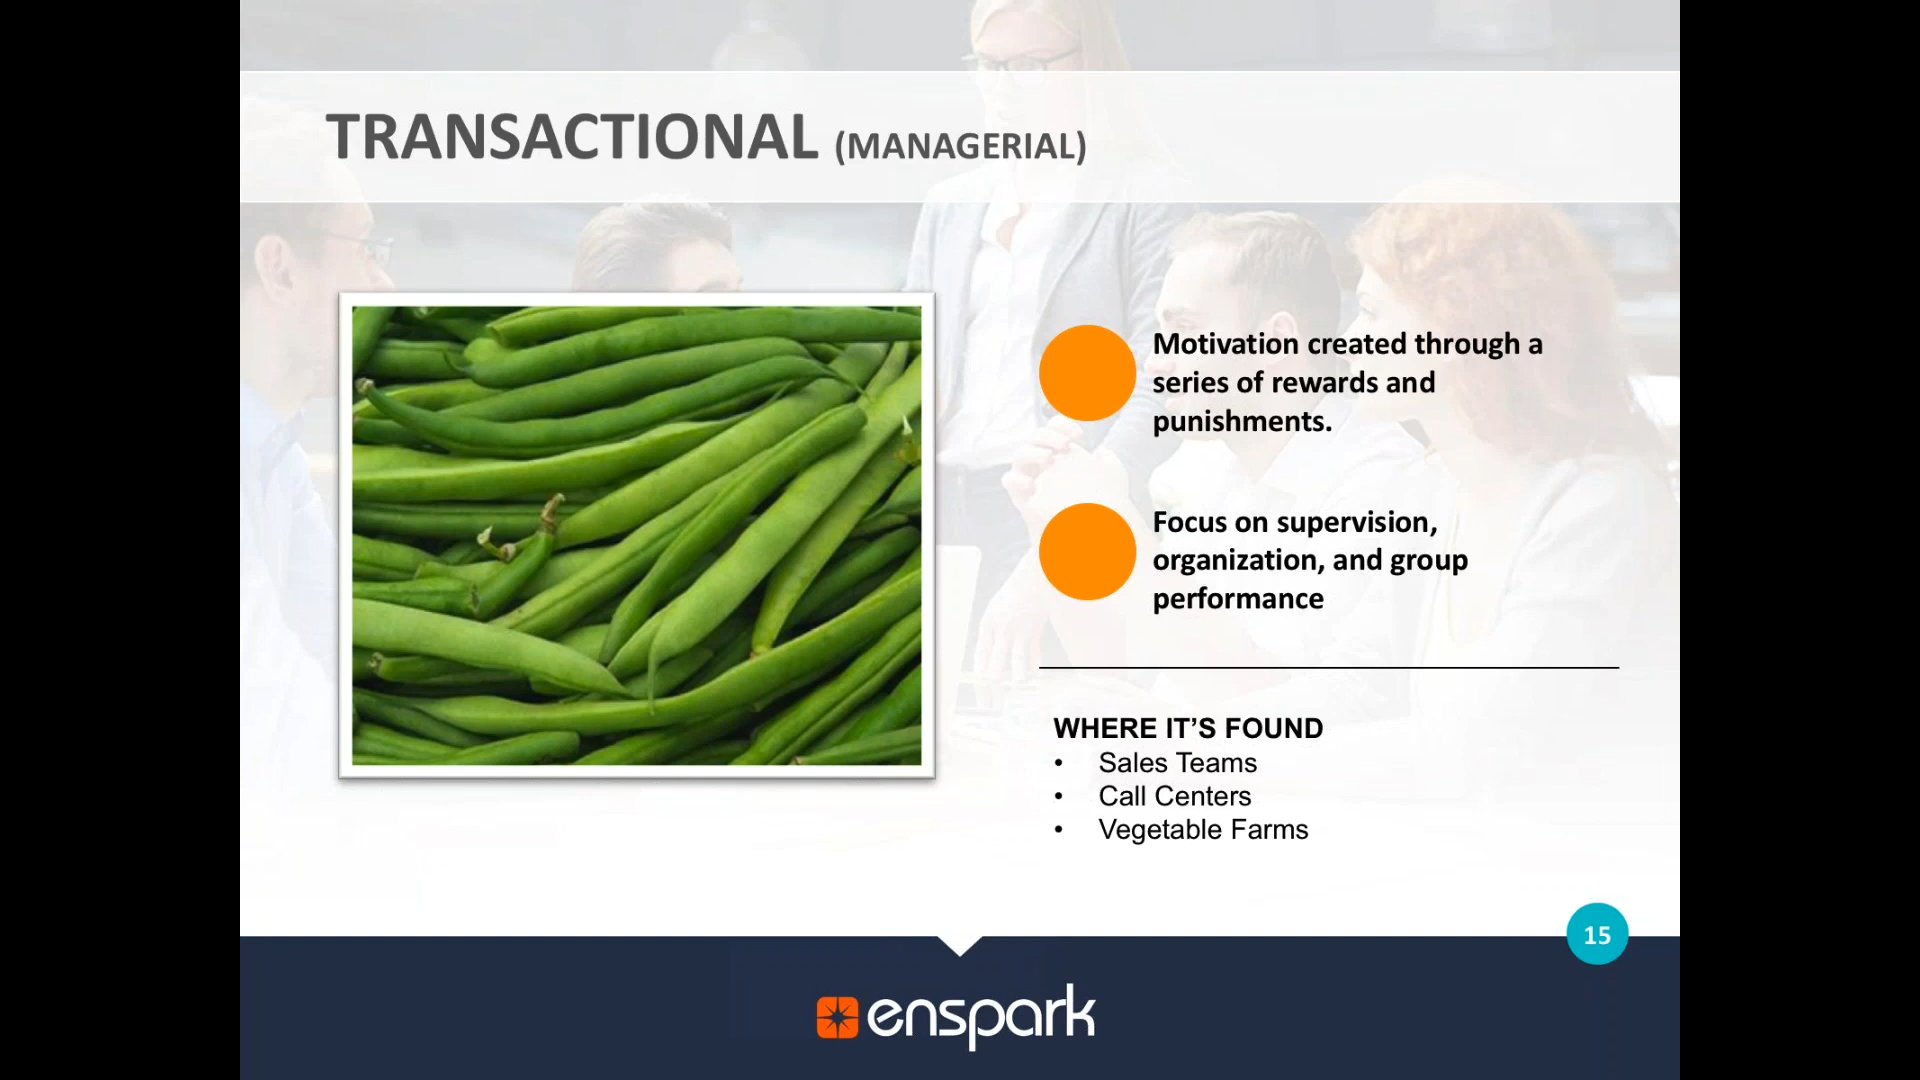 TRANSACTIONAL (MANAGERIAL)
Motivation created through a
series of rewards and
punishments.
Focus on supervision,
organization, and group
performance
WHERE IT’S FOUND
• Sales Teams
• Call Centers
• Vegetable Farms
15
enspark